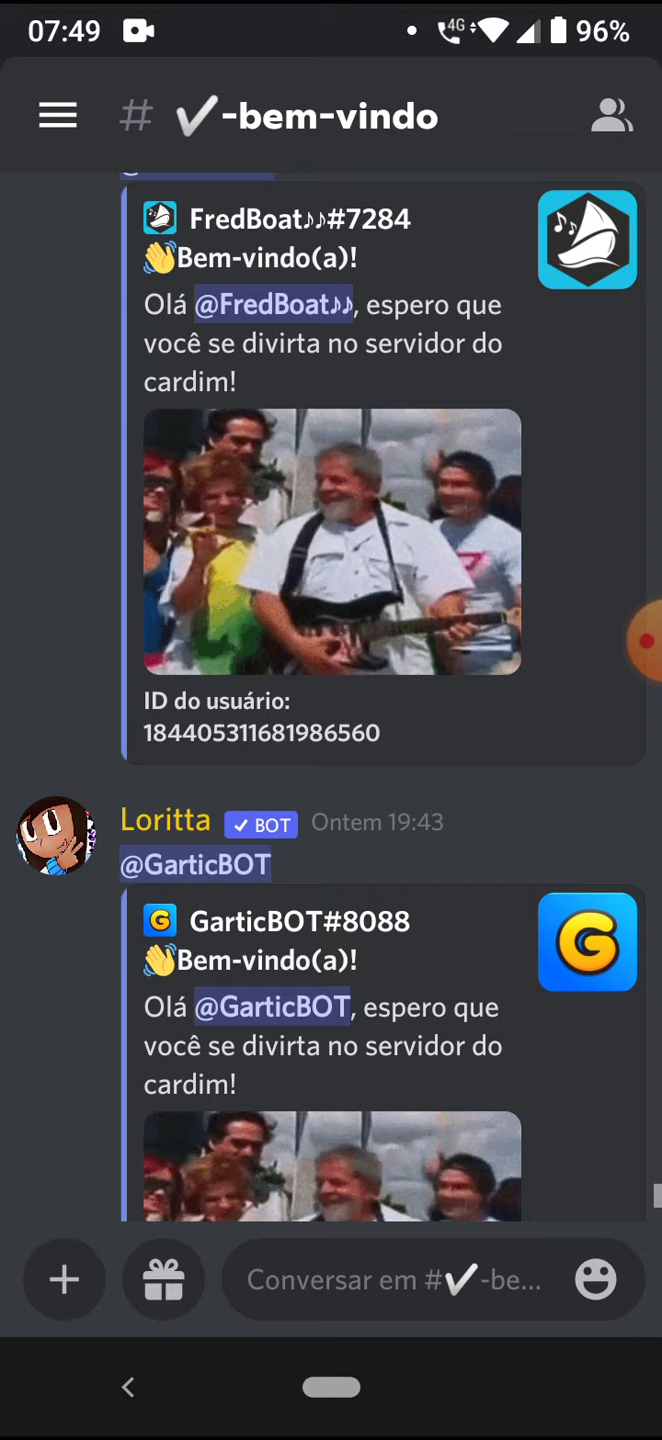 07:49
4G
96%
# ✔-bem-vindo
FredBoat♪♪#7284
👋Bem-vindo(a)!
Olá @FredBoat♪♪, espero que
você se divirta no servidor do
cardim!
ID do usuário:
184405311681986560
Loritta ✓ BOT Ontem 19:43
@GarticBOT
G GarticBOT#8088
G
👋Bem-vindo(a)!
Olá @GarticBOT, espero que
você se divirta no servidor do
cardim!
Conversar em #✔-be...